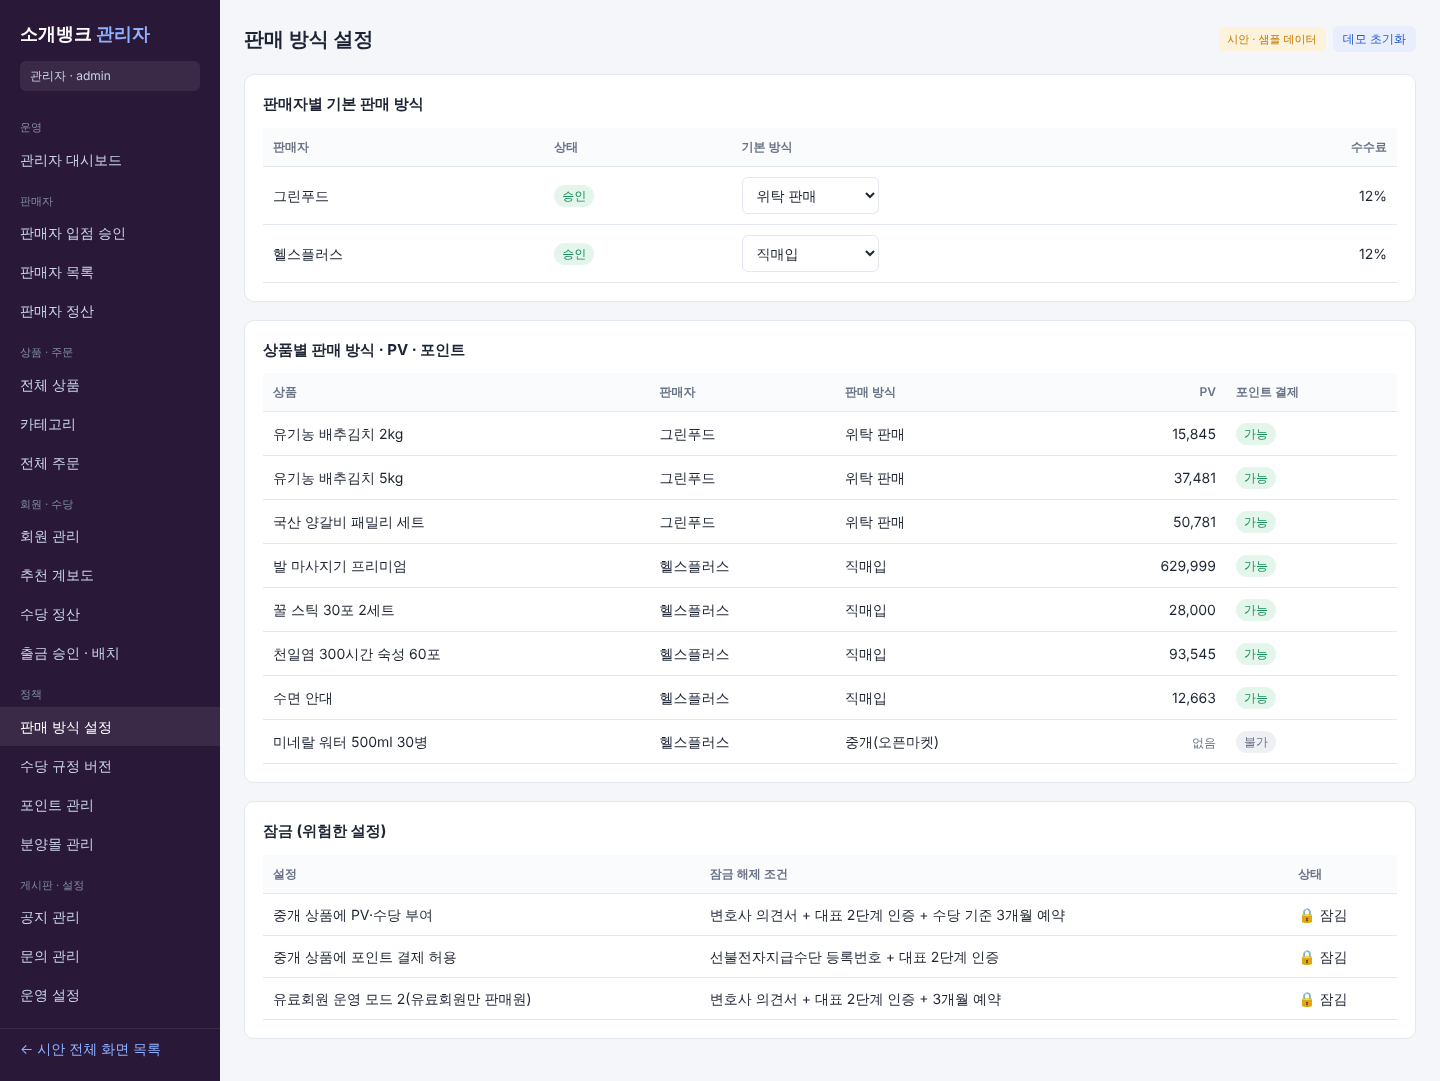 소개뱅크 관리자
관리자 · admin
운영
관리자 대시보드
판매자
판매자 입점 승인
판매자 목록
판매자 정산
상품 · 주문
전체 상품
카테고리
전체 주문
회원 · 수당
회원 관리
추천 계보도
수당 정산
출금 승인 · 배치
정책
판매 방식 설정
수당 규정 버전
포인트 관리
분양몰 관리
게시판 · 설정
공지 관리
문의 관리
운영 설정
← 시안 전체 화면 목록
판매 방식 설정
시안 · 샘플 데이터 데모 초기화
판매자별 기본 판매 방식
판매자 상태 기본 방식 수수료
그린푸드 승인 위탁 판매 12%
헬스플러스 승인 직매입 12%
상품별 판매 방식 · PV · 포인트
상품 판매자 판매 방식 PV 포인트 결제
유기농 배추김치 2kg 그린푸드 위탁 판매 15,845 가능
유기농 배추김치 5kg 그린푸드 위탁 판매 37,481 가능
국산 양갈비 패밀리 세트 그린푸드 위탁 판매 50,781 가능
발 마사지기 프리미엄 헬스플러스 직매입 629,999 가능
꿀 스틱 30포 2세트 헬스플러스 직매입 28,000 가능
천일염 300시간 숙성 60포 헬스플러스 직매입 93,545 가능
수면 안대 헬스플러스 직매입 12,663 가능
미네랄 워터 500ml 30병 헬스플러스 중개(오픈마켓) 없음 불가
잠금 (위험한 설정)
설정 잠금 해제 조건 상태
중개 상품에 PV·수당 부여 변호사 의견서 + 대표 2단계 인증 + 수당 기준 3개월 예약 🔒 잠김
중개 상품에 포인트 결제 허용 선불전자지급수단 등록번호 + 대표 2단계 인증 🔒 잠김
유료회원 운영 모드 2(유료회원만 판매원) 변호사 의견서 + 대표 2단계 인증 + 3개월 예약 🔒 잠김